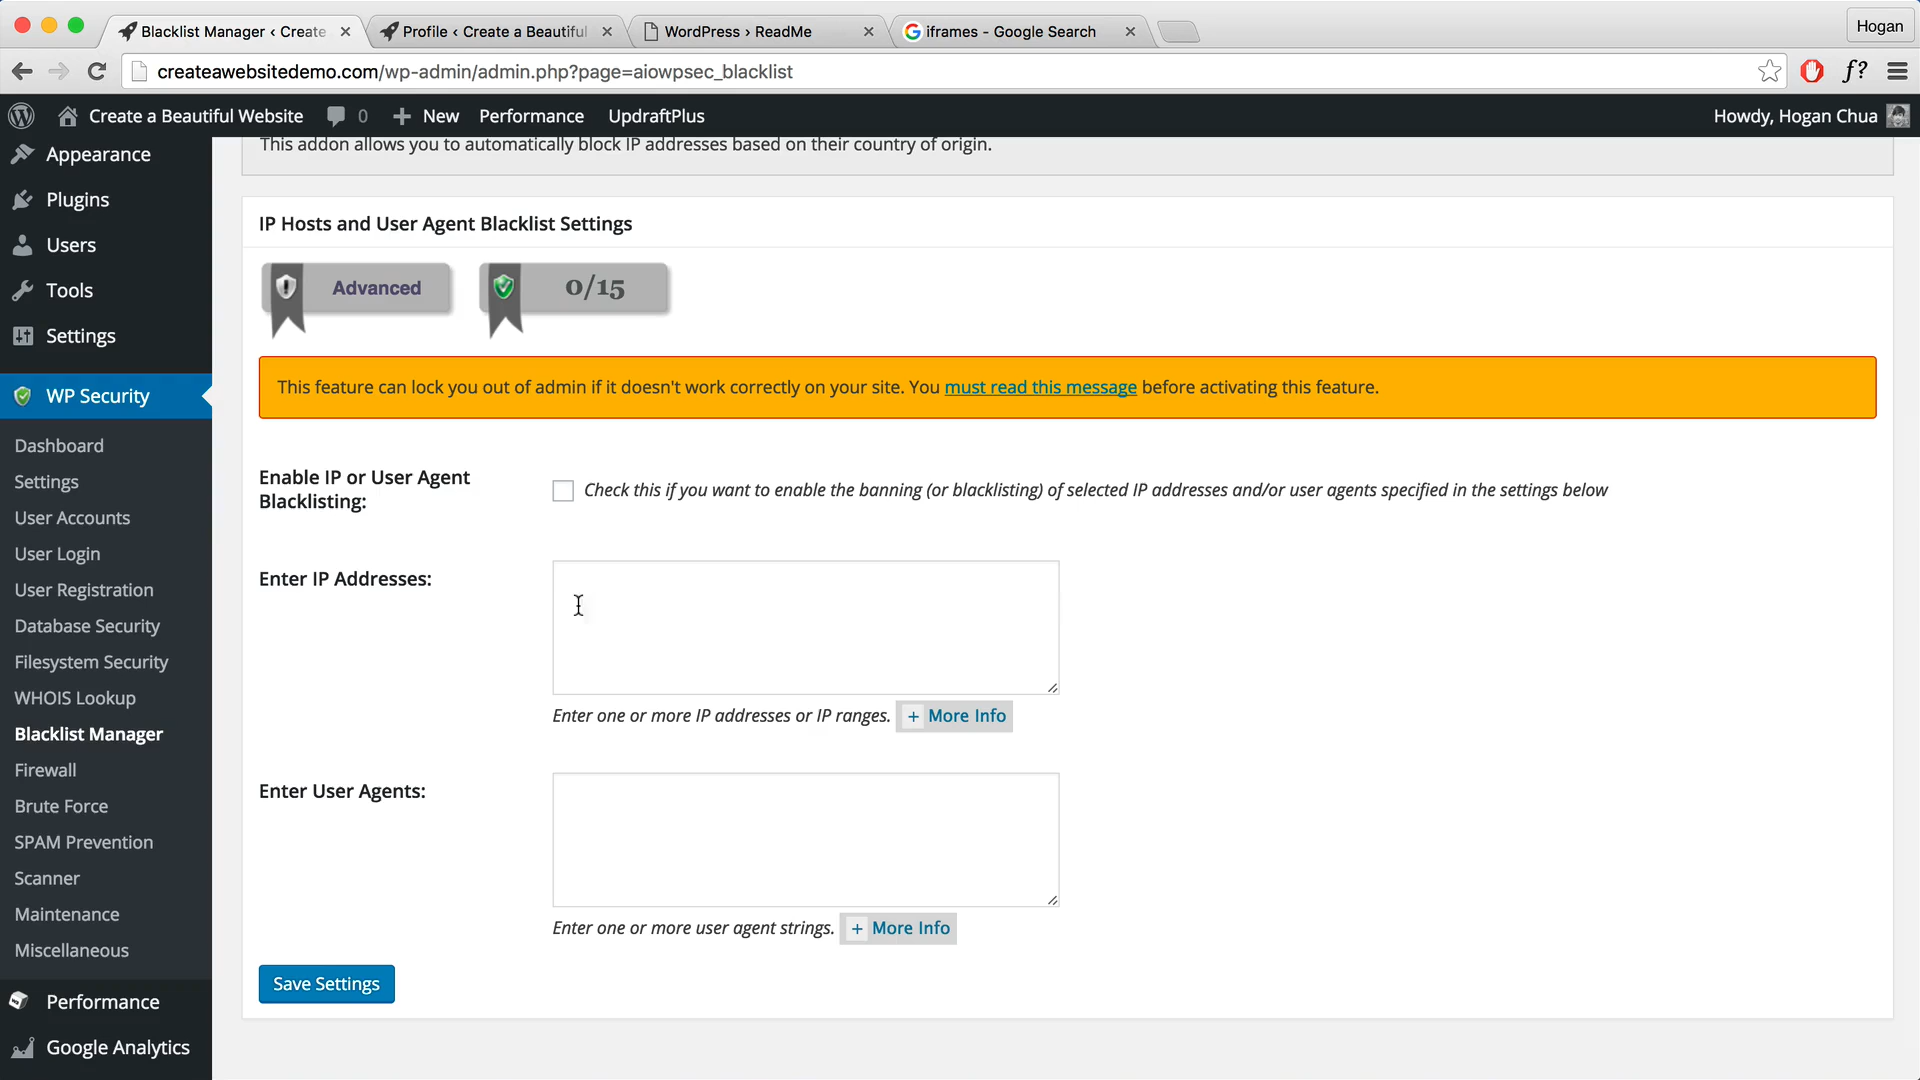 Blacklist Manager ‹ Create
Profile ‹ Create a Beautiful
WordPress › ReadMe
iframes - Google Search
Hogan
createawebsitedemo.com/wp-admin/admin.php?page=aiowpsec_blacklist
f?
Create a Beautiful Website
0
New
Performance
UpdraftPlus
Howdy, Hogan Chua
Appearance
Plugins
Users
Tools
Settings
WP Security
Dashboard
Settings
User Accounts
User Login
User Registration
Database Security
Filesystem Security
WHOIS Lookup
Blacklist Manager
Firewall
Brute Force
SPAM Prevention
Scanner
Maintenance
Miscellaneous
Performance
Google Analytics
This addon allows you to automatically block IP addresses based on their country of origin.
IP Hosts and User Agent Blacklist Settings
Advanced
0/15
This feature can lock you out of admin if it doesn't work correctly on your site. You must read this message before activating this feature.
Enable IP or User Agent
Blacklisting:
Check this if you want to enable the banning (or blacklisting) of selected IP addresses and/or user agents specified in the settings below
Enter IP Addresses:
Enter one or more IP addresses or IP ranges.
+ More Info
Enter User Agents:
Enter one or more user agent strings.
+ More Info
Save Settings